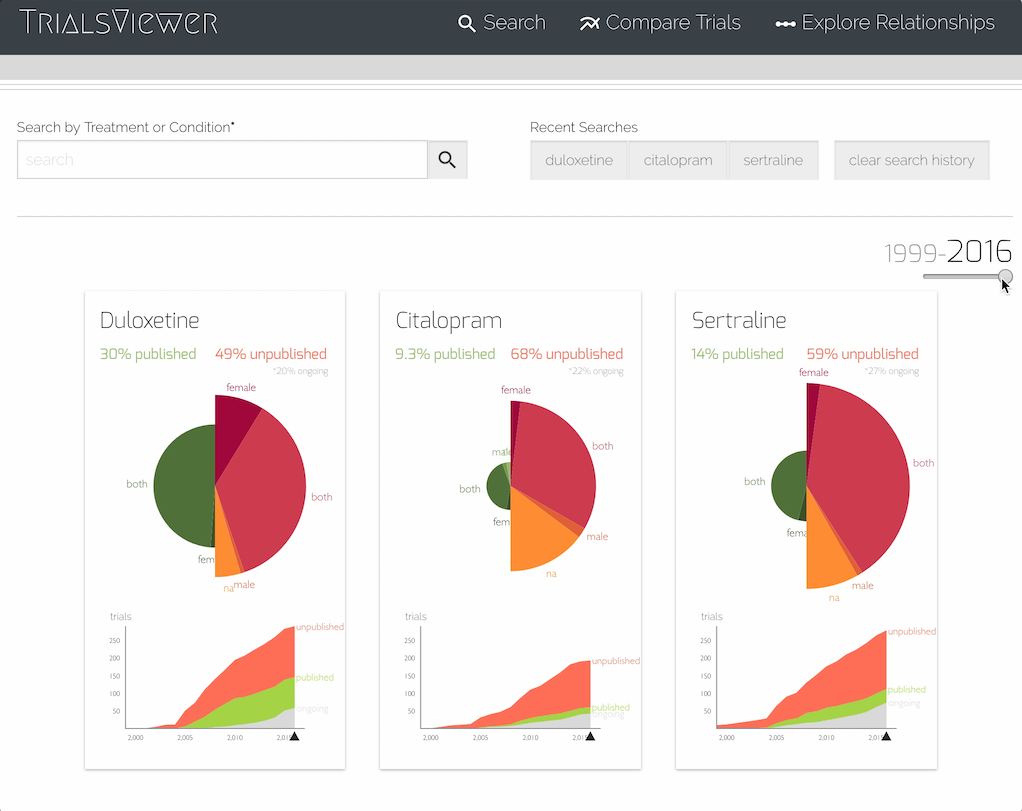 TrialsViewer
Search Compare Trials Explore Relationships
Search by Treatment or Condition* Recent Searches
search duloxetine citalopram sertraline clear search history
1999-2016
Duloxetine
30% published 49% unpublished
*20% ongoing
female
both
both
fem
na male
trials
250
200
150
100
50
unpublished
published
ongoing
2,000 2,005 2,010 2,015
Citalopram
9.3% published 68% unpublished
*22% ongoing
female
both
male
both
fem
male
na
trials
250
200
150
100
50
unpublished
published
ongoing
2,000 2,005 2,010 2,015
Sertraline
14% published 59% unpublished
*27% ongoing
female
both
both
fema
male
na
trials
250
200
150
100
50
unpublished
published
ongoing
2,000 2,005 2,010 2,015